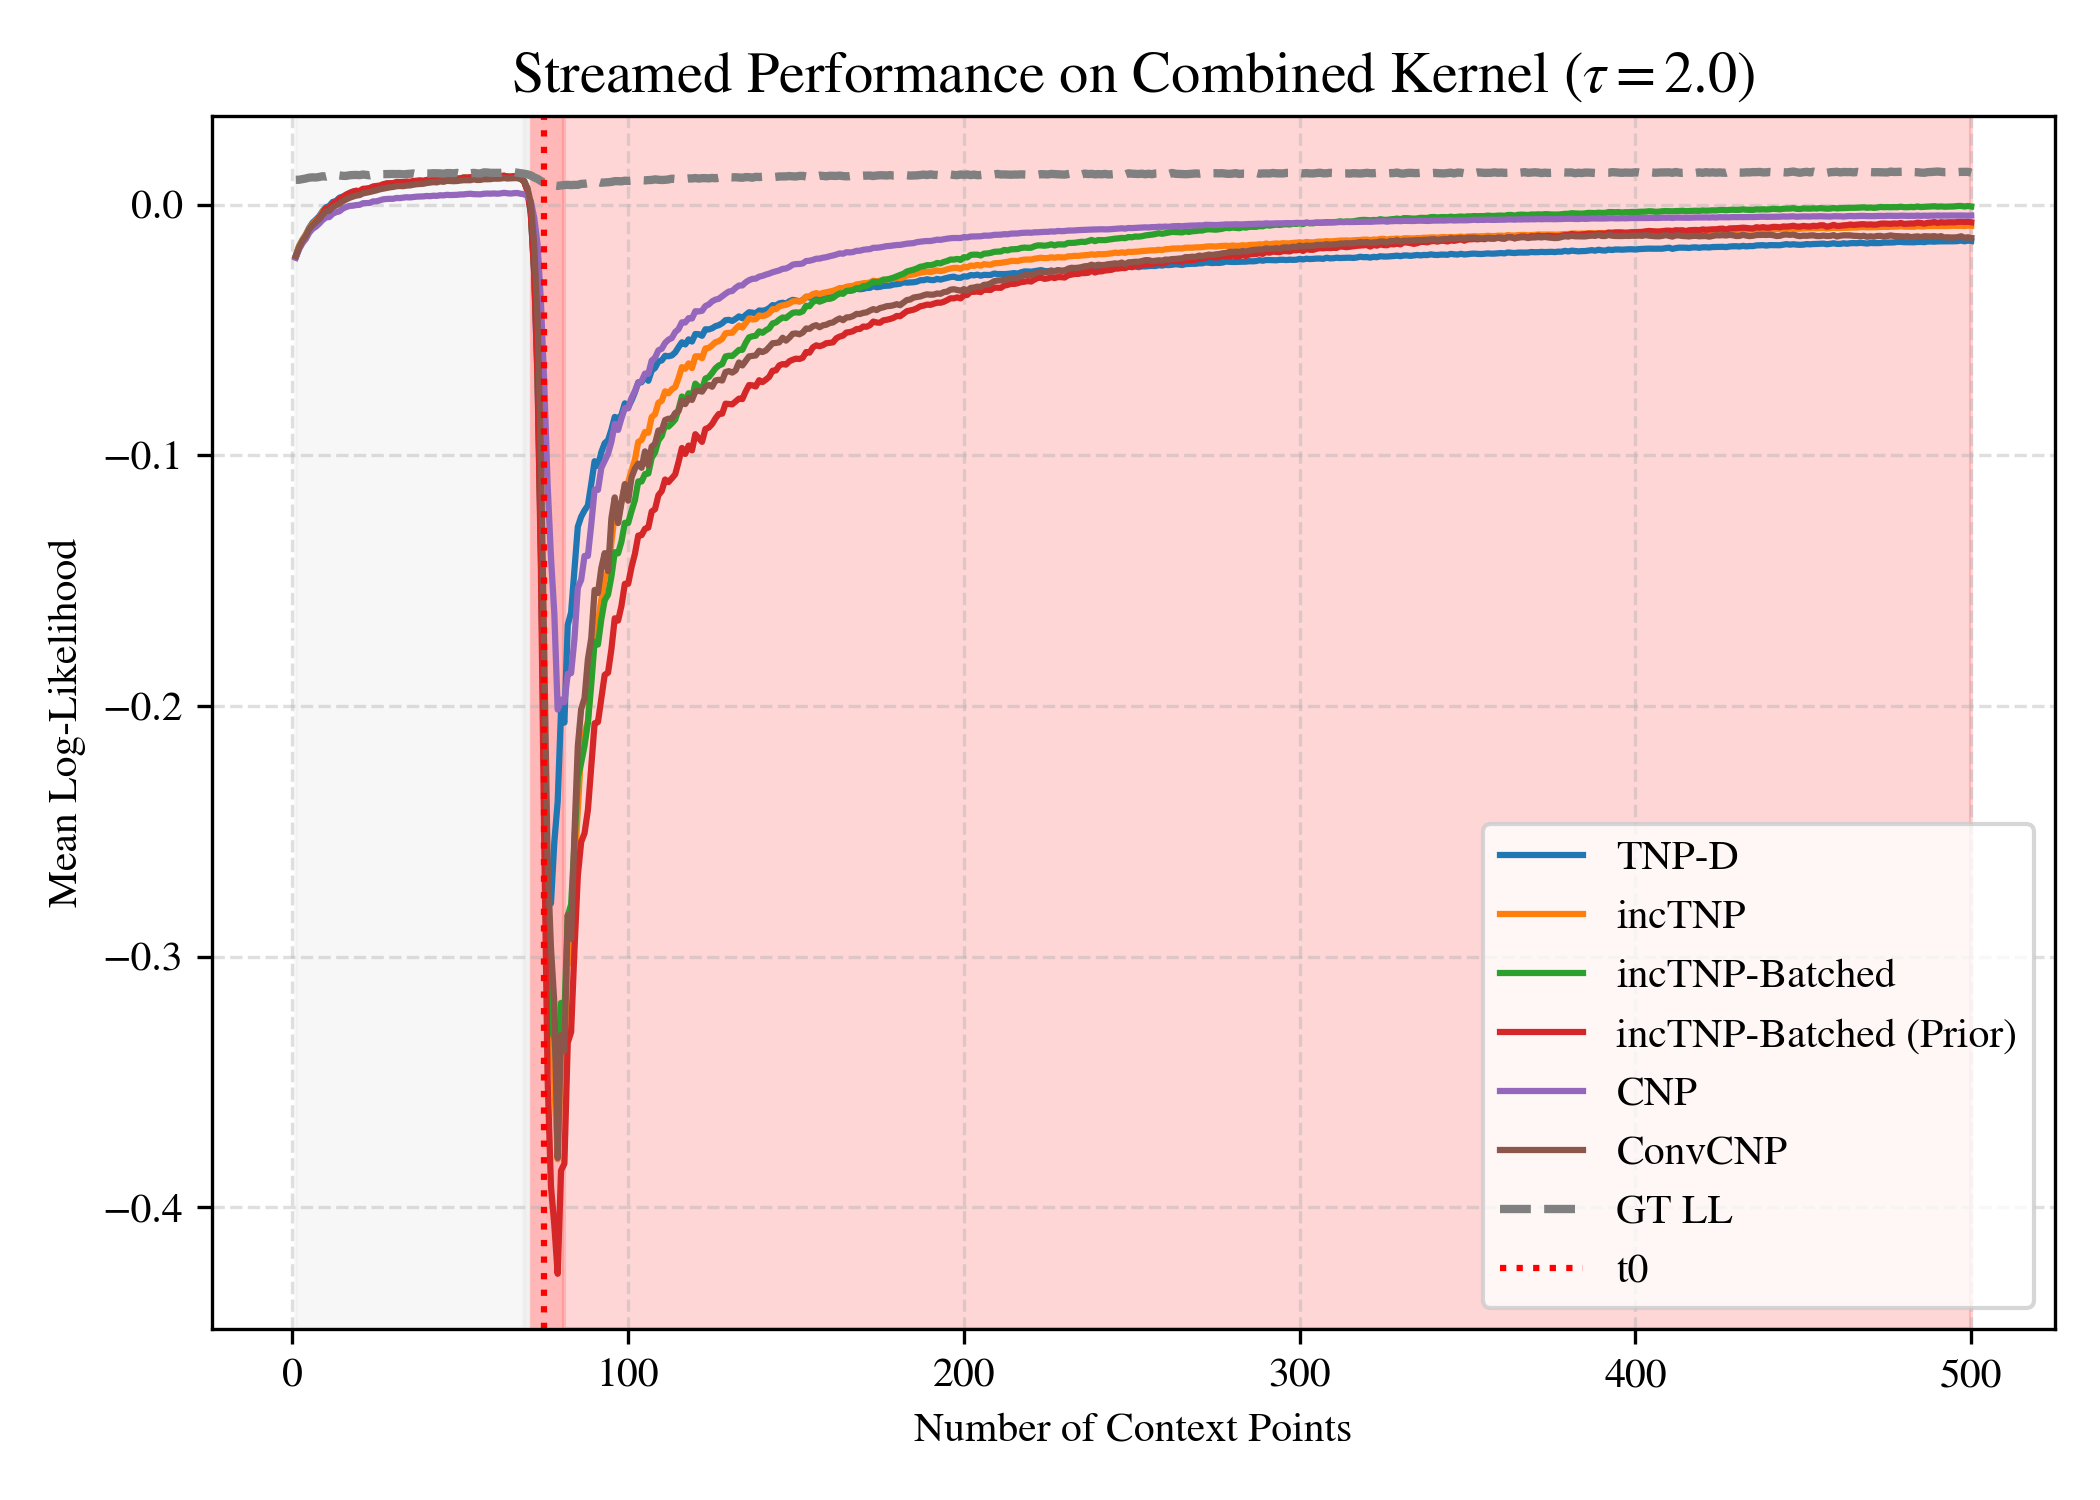 Streamed Performance on Combined Kernel (τ = 2.0)
Mean Log-Likelihood
0.0
−0.1
−0.2
−0.3
−0.4
TNP-D
incTNP
incTNP-Batched
incTNP-Batched (Prior)
CNP
ConvCNP
GT LL
t0
0 100 200 300 400 500
Number of Context Points